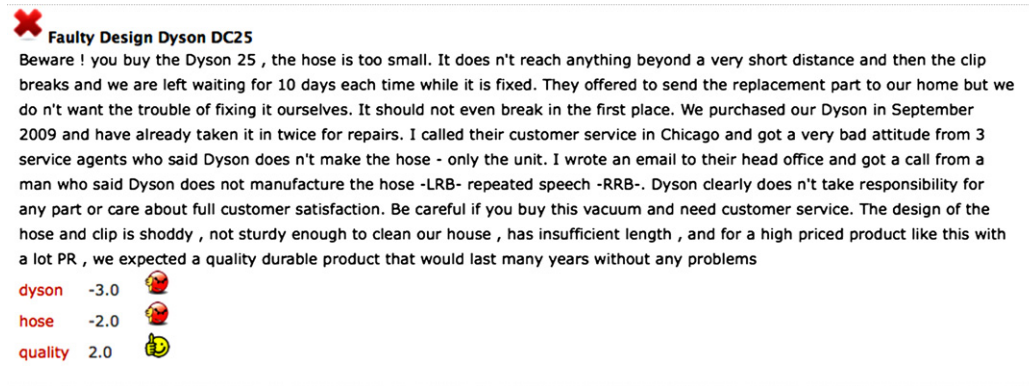 Faulty Design Dyson DC25
Beware ! you buy the Dyson 25 , the hose is too small. It does n't reach anything beyond a very short distance and then the clip
breaks and we are left waiting for 10 days each time while it is fixed. They offered to send the replacement part to our home but we
do n't want the trouble of fixing it ourselves. It should not even break in the first place. We purchased our Dyson in September
2009 and have already taken it in twice for repairs. I called their customer service in Chicago and got a very bad attitude from 3
service agents who said Dyson does n't make the hose - only the unit. I wrote an email to their head office and got a call from a
man who said Dyson does not manufacture the hose -LRB- repeated speech -RRB-. Dyson clearly does n't take responsibility for
any part or care about full customer satisfaction. Be careful if you buy this vacuum and need customer service. The design of the
hose and clip is shoddy , not sturdy enough to clean our house , has insufficient length , and for a high priced product like this with
a lot PR , we expected a quality durable product that would last many years without any problems
dyson -3.0
hose -2.0
quality 2.0